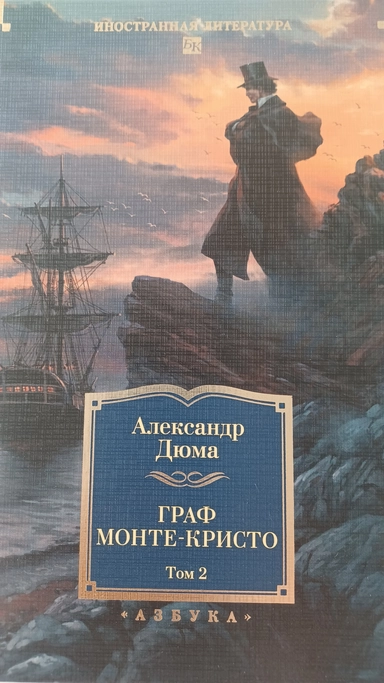 ИНОСТРАННАЯ ЛИТЕРАТУРА
БК
Александр
Дюма
ГРАФ
МОНТЕ-КРИСТО
Том 2
«АЗБУКА»